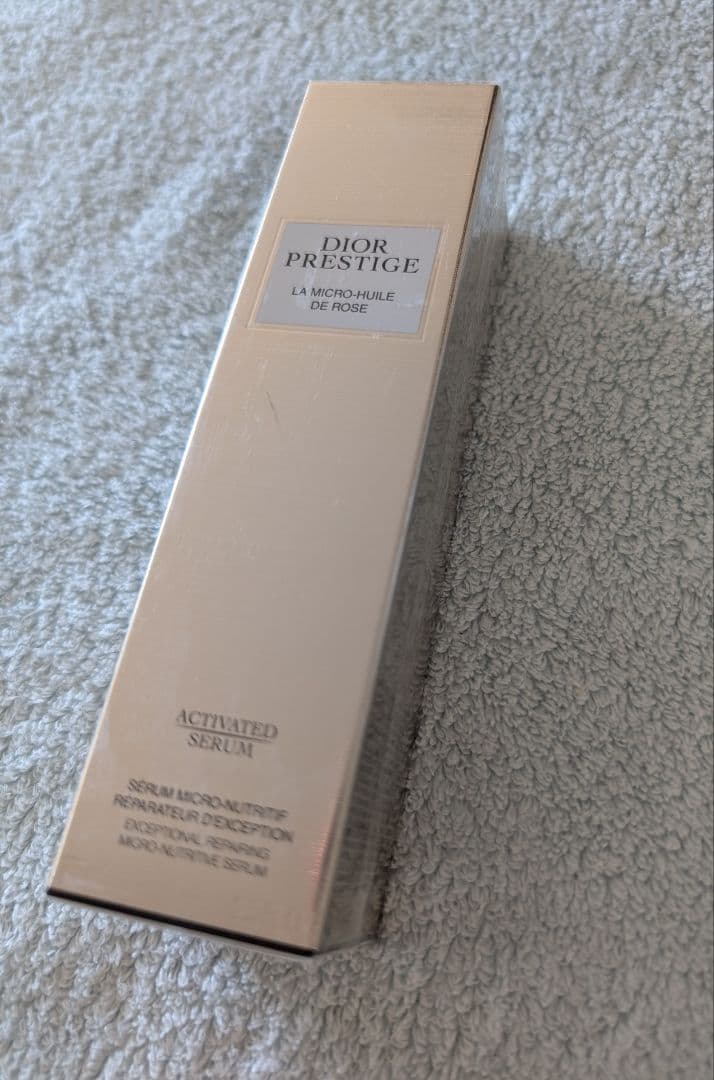 DIOR
PRESTIGE
LA MICRO-HUILE
DE ROSE
ACTIVATED
SERUM
SÉRUM MICRO-NUTRITIF
RÉPARATEUR D'EXCEPTION
EXCEPTIONAL REPAIRING
MICRO-NUTRITIVE SERUM